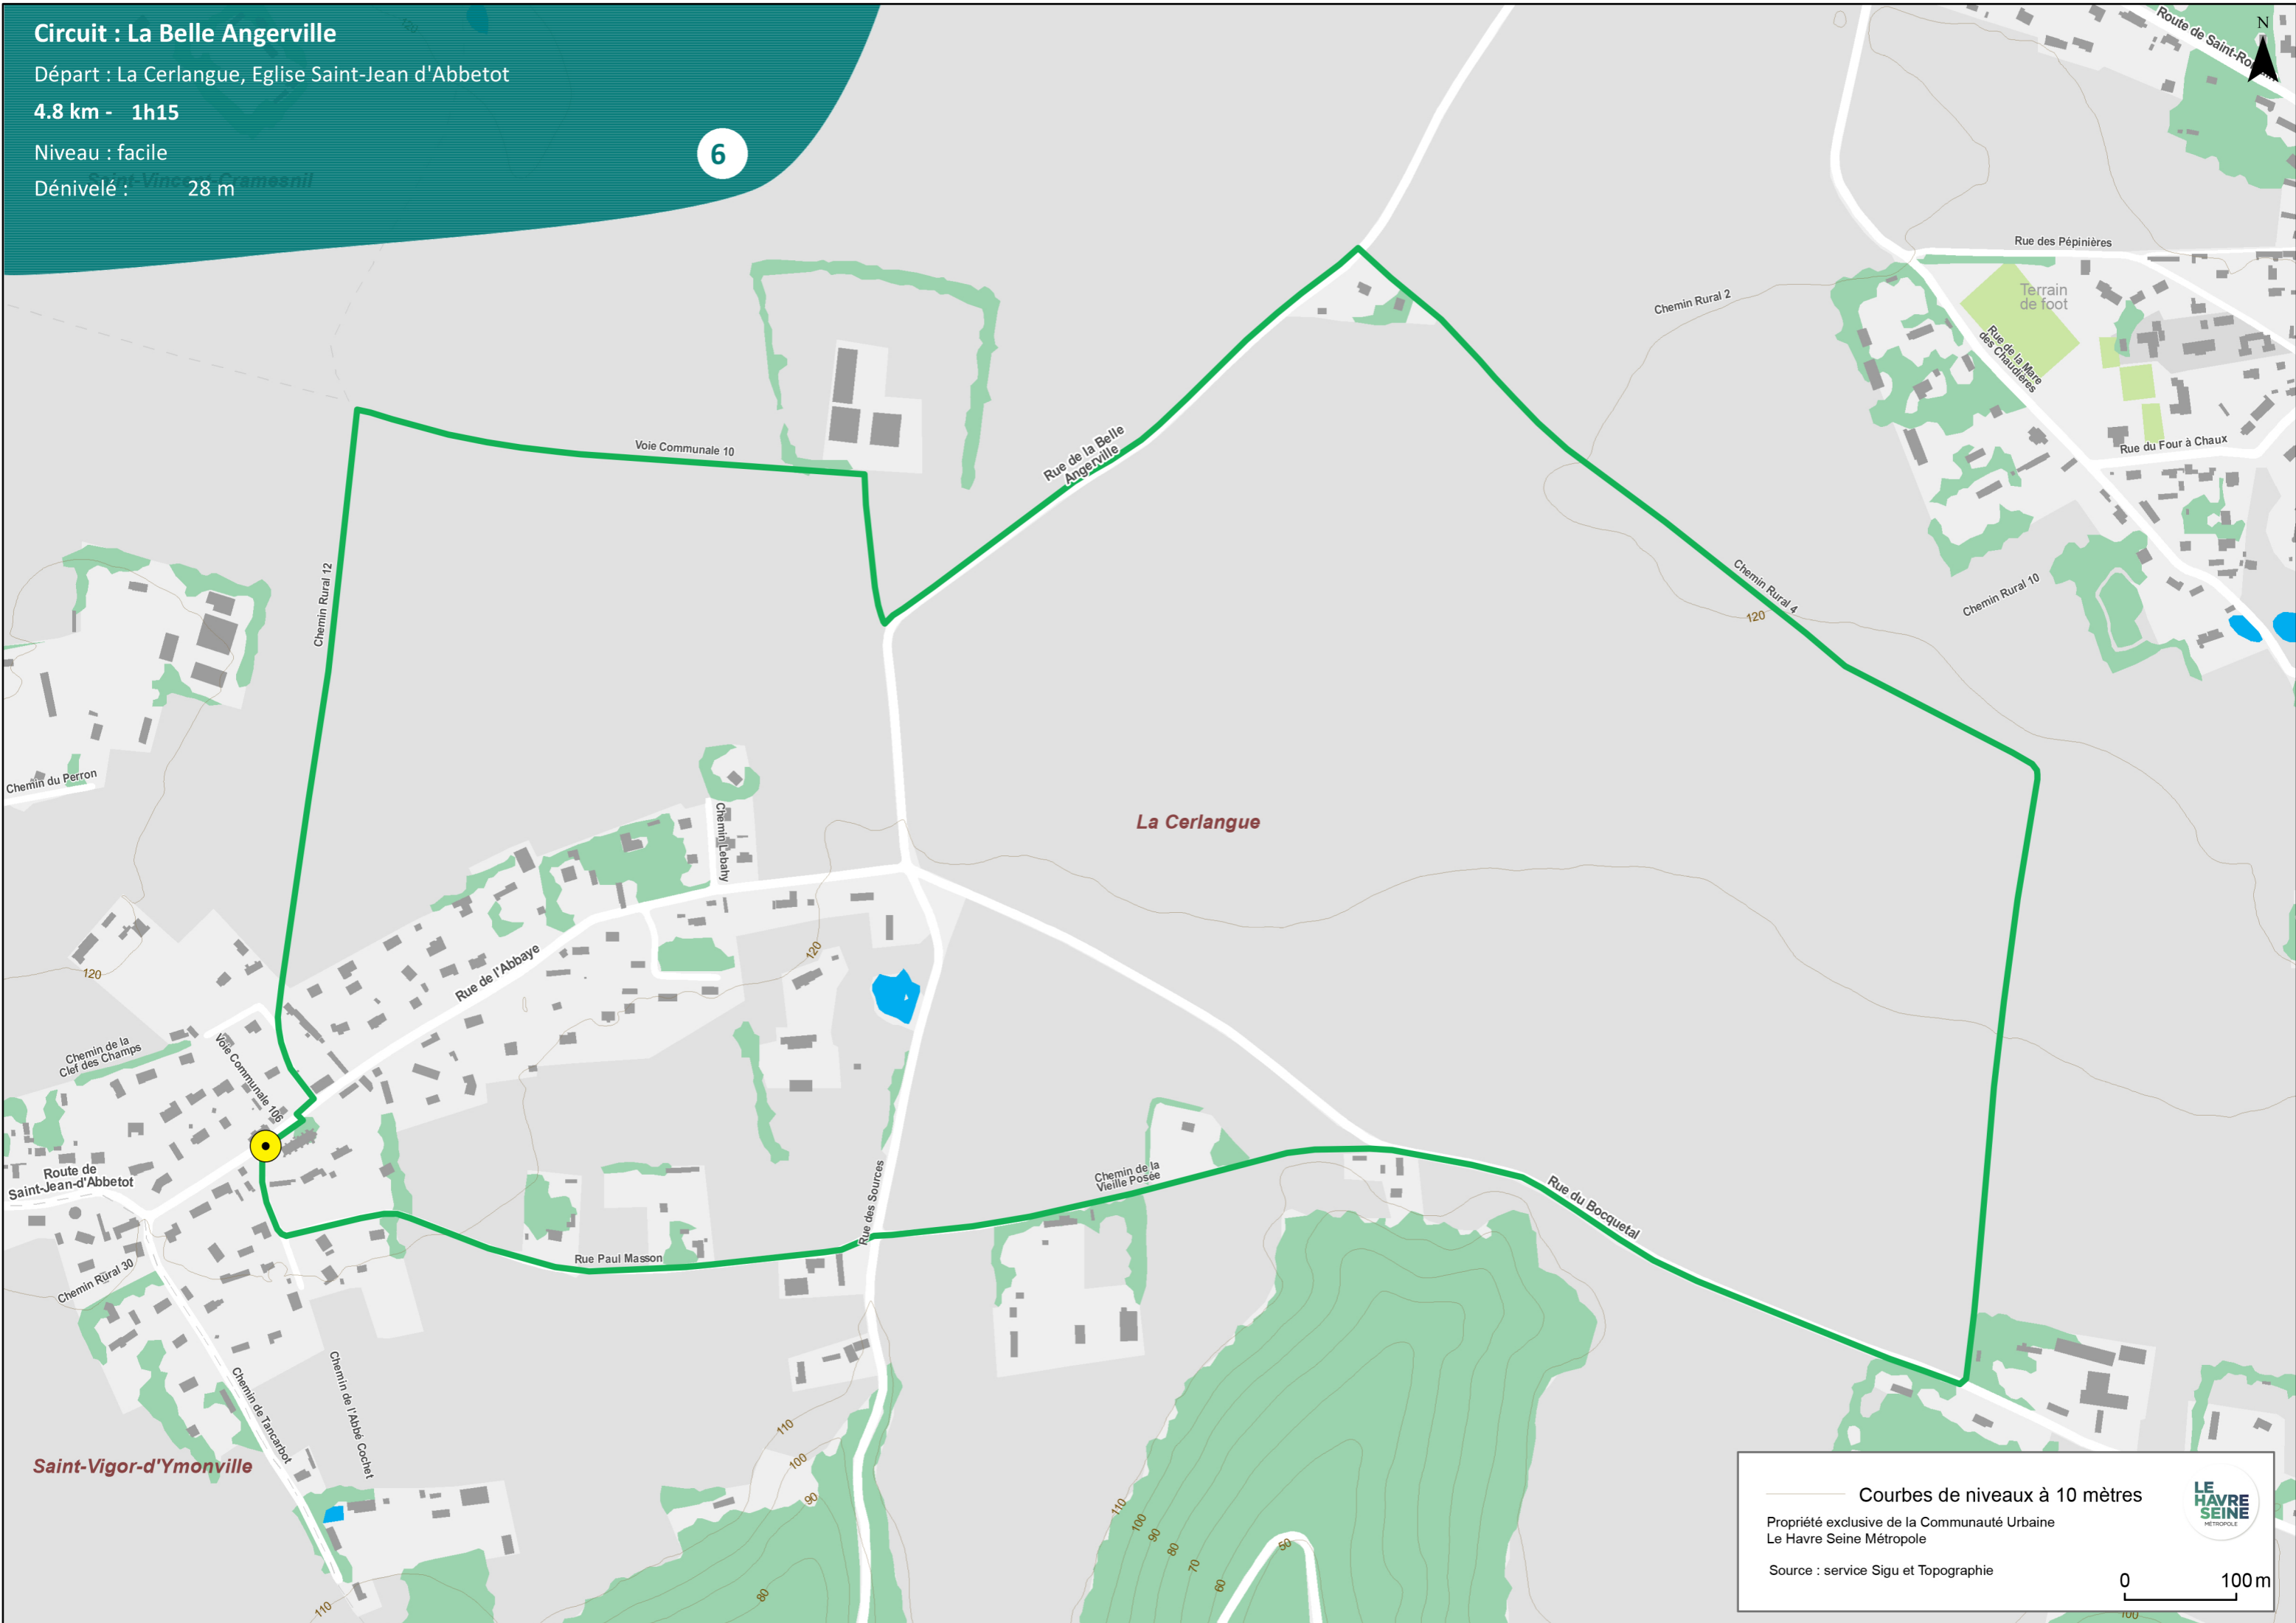 Circuit : La Belle Angerville
Départ : La Cerlangue, Eglise Saint-Jean d'Abbetot
4.8 km - 1h15
Niveau : facile
Saint-Vincent-Cramesnil
Dénivelé : 28 m
6
120
N
Rue des Pépinières
Terrain
de foot
Chemin Rural 2
Rue de la Mare
des Chaudières
Rue du Four à Chaux
Voie Communale 10
Rue de la Belle
Angerville
Chemin Rural 12
Chemin Rural 4
Chemin Rural 10
120
Chemin du Perron
Chemin Lebahy
La Cerlangue
Rue de l'Abbaye
120
120
Chemin de la
Clef des Champs
Voie Communale 106
Route de
Saint-Jean-d'Abbetot
Chemin de la
Vieille Posée
Rue des Sources
Rue du Bocquetal
Rue Paul Masson
Chemin Rural 30
Chemin de Tancarbot
Chemin de l'Abbé Cochet
Saint-Vigor-d'Ymonville
110
100
90
80
110
110
100
90
80
70
60
50
Courbes de niveaux à 10 mètres
Propriété exclusive de la Communauté Urbaine
Le Havre Seine Métropole
Source : service Sigu et Topographie
LE
HAVRE
SEINE
MÉTROPOLE
0 100 m
100